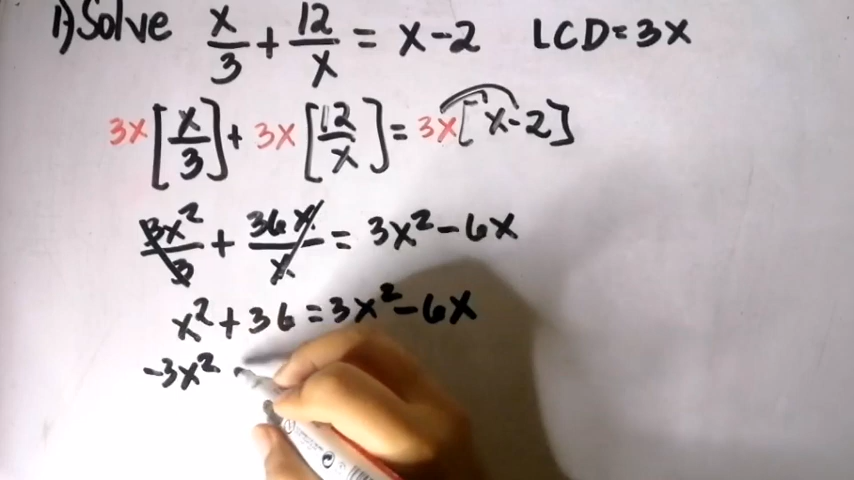 1) Solve x/3 + 12/x = x-2 LCD=3x
3x[x/3] + 3x[12/x] = 3x[x-2]
3x²/3 + 36x/x = 3x²-6x
x²+36=3x²-6x
-3x²